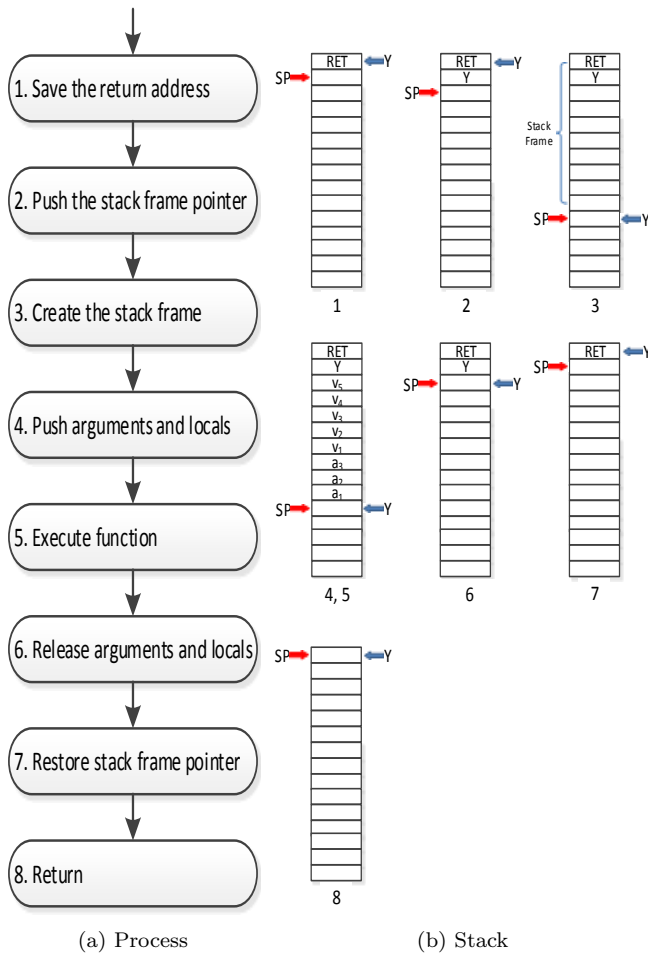 1. Save the return address
2. Push the stack frame pointer
3. Create the stack frame
4. Push arguments and locals
5. Execute function
6. Release arguments and locals
7. Restore stack frame pointer
8. Return
(a) Process
RET
Y
SP
1
RET
Y
Y
SP
2
RET
Y
Stack
Frame
SP
Y
3
RET
Y
v5
v4
v3
v2
v1
a3
a2
a1
SP
Y
4, 5
RET
Y
SP
Y
6
RET
Y
SP
7
SP
Y
8
(b) Stack